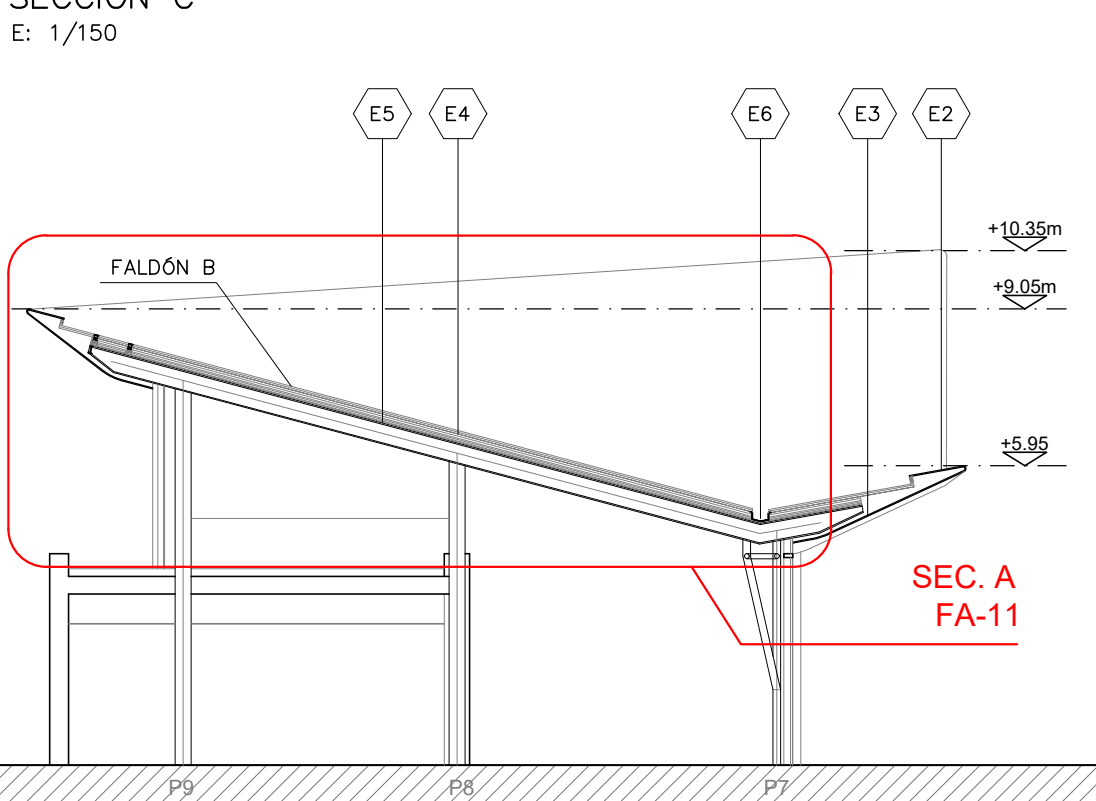 SECCIÓN C
E: 1/150
E5
E4
E6
E3
E2
+10.35m
FALDÓN B
+9.05m
+5.95
SEC. A
FA-11
P9
P8
P7